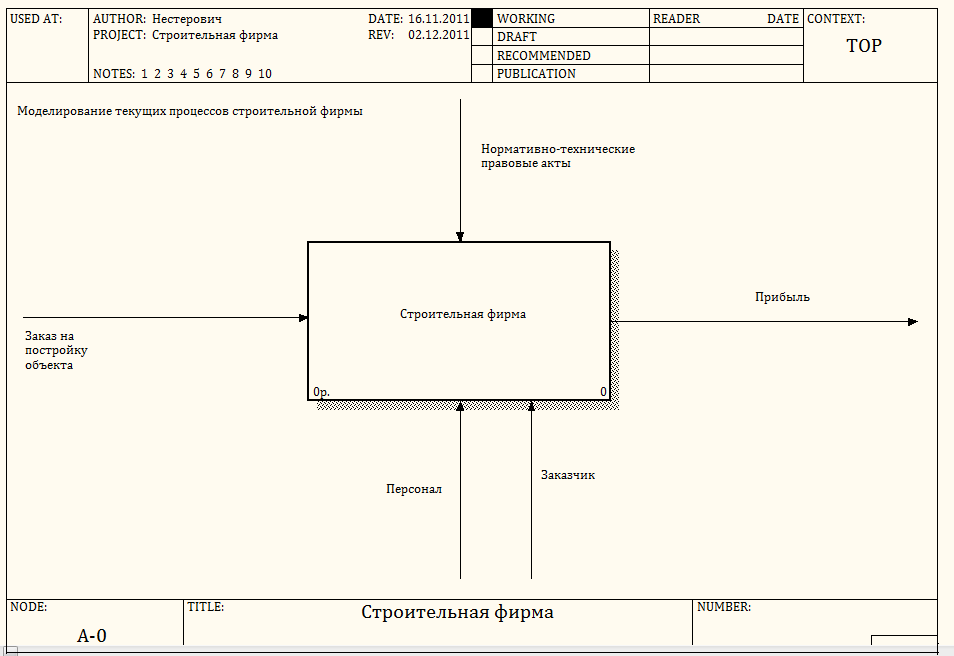 USED AT:
AUTHOR: Нестерович
DATE: 16.11.2011
PROJECT: Строительная фирма
REV: 02.12.2011
NOTES: 1 2 3 4 5 6 7 8 9 10
WORKING
DRAFT
RECOMMENDED
PUBLICATION
READER
DATE
CONTEXT:
TOP
Моделирование текущих процессов строительной фирмы
Нормативно-технические
правовые акты
Прибыль
Строительная фирма
Заказ на
постройку
объекта
0р.
0
Заказчик
Персонал
NODE:
A-0
TITLE:
Строительная фирма
NUMBER: